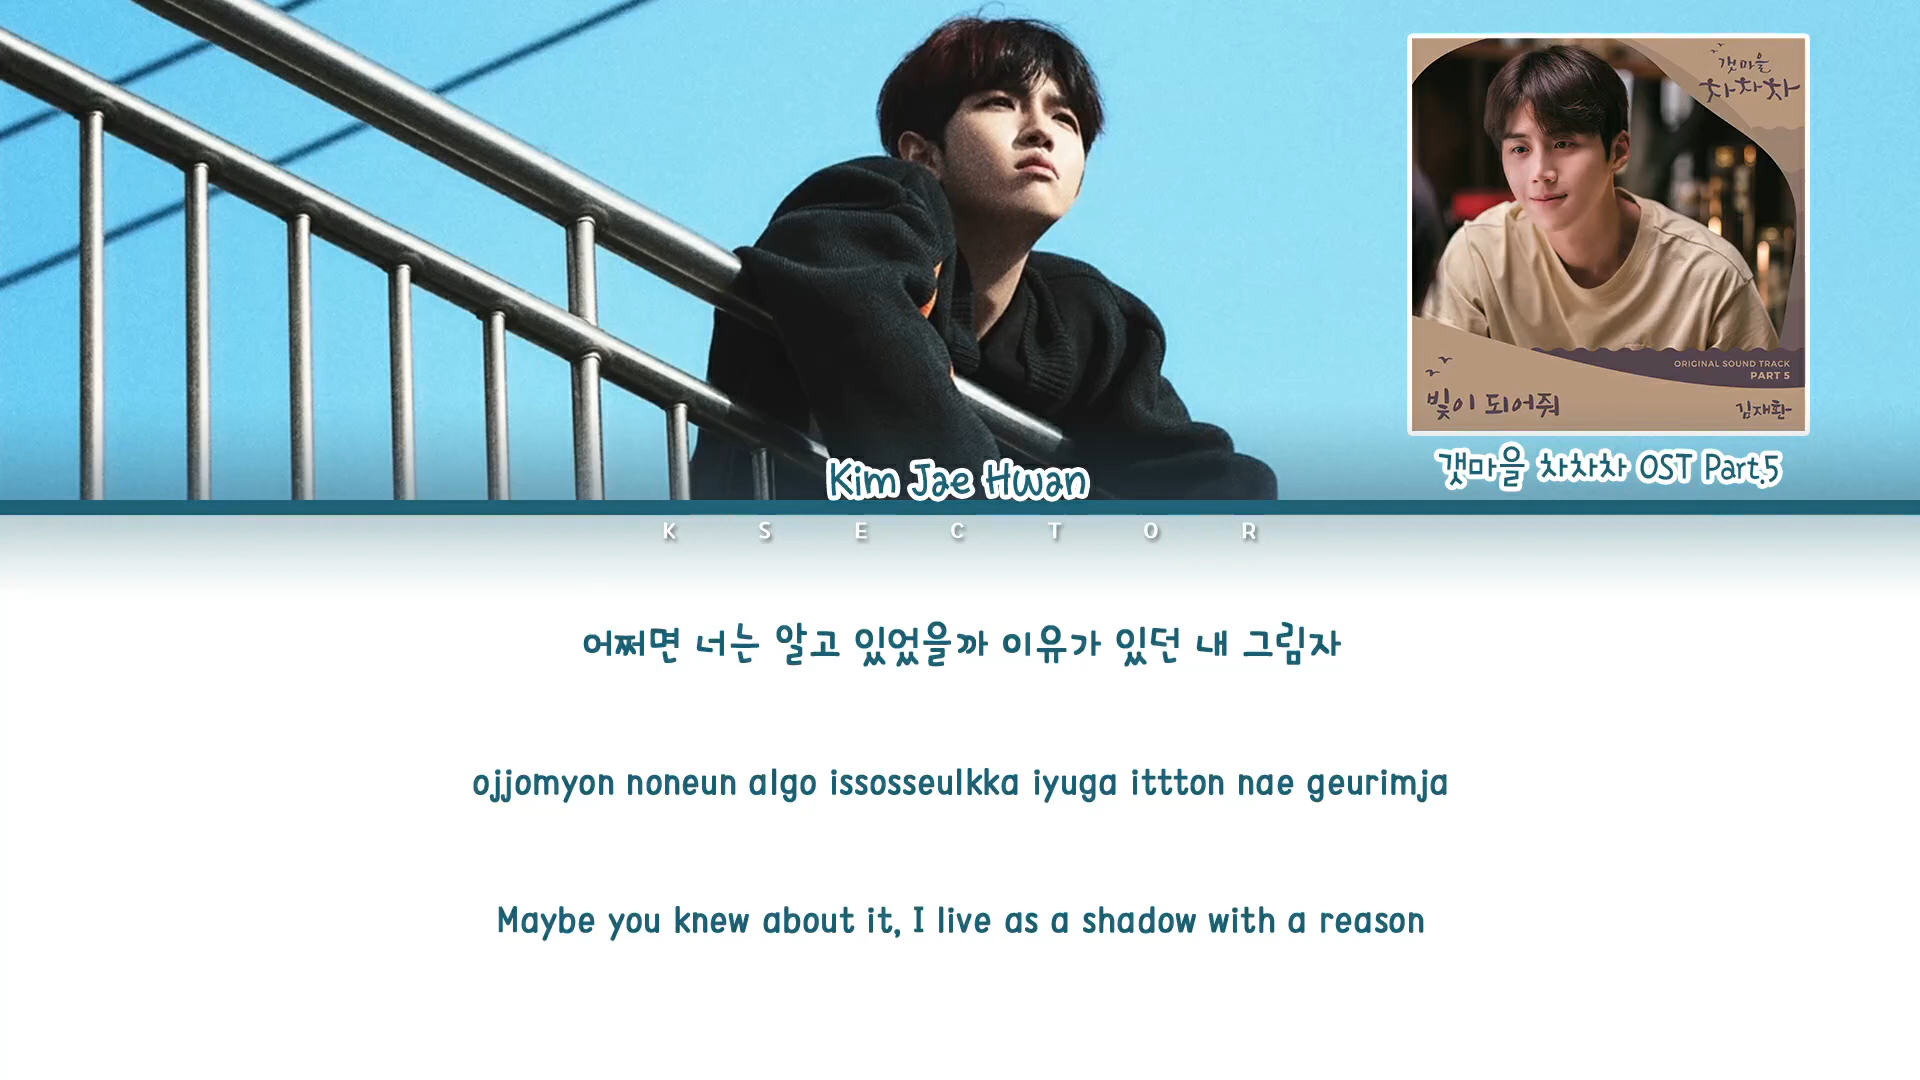 갯마을
차차차
ORIGINAL SOUND TRACK
PART 5
빛이 되어줘
김재환
Kim Jae Hwan
갯마을 차차차 OST Part.5
K S E C T O R
어쩌면 너는 알고 있었을까 이유가 있던 내 그림자
ojjomyon noneun algo issosseulkka iyuga ittton nae geurimja
Maybe you knew about it, I live as a shadow with a reason